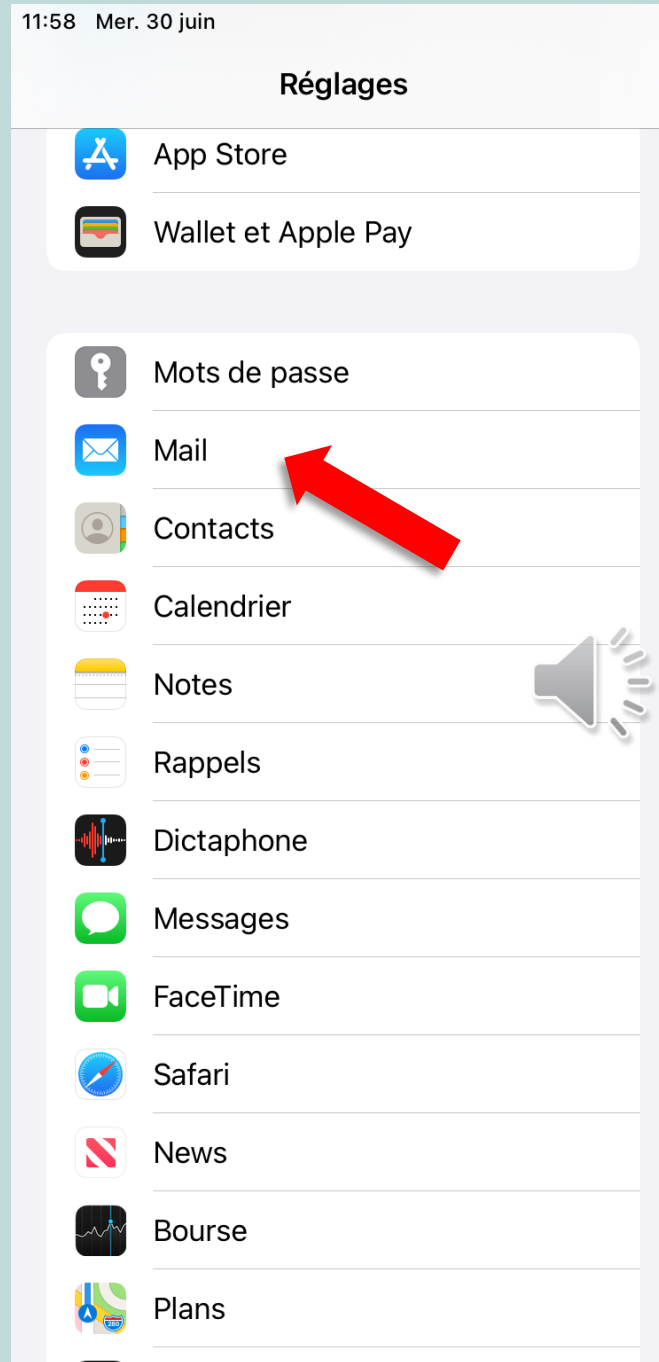 11:58 Mer. 30 juin
Réglages
App Store
Wallet et Apple Pay
Mots de passe
Mail
Contacts
Calendrier
Notes
Rappels
Dictaphone
Messages
FaceTime
Safari
News
Bourse
Plans
280